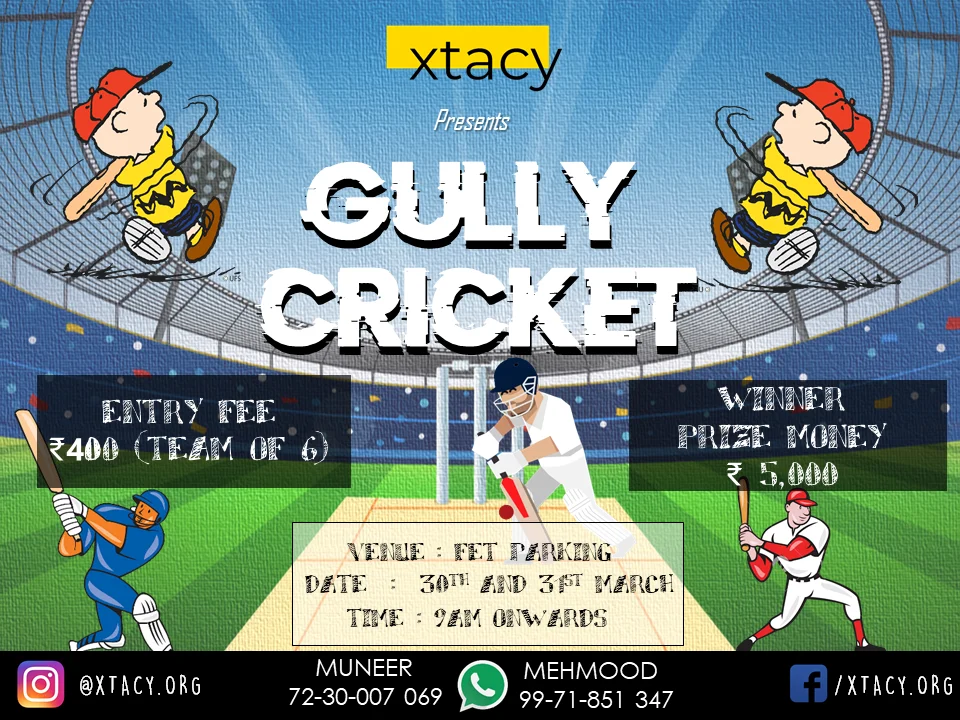 xtacy
Presents
GULLY
CRICKET
© UFS
ENTRY FEE
₹400 (TEAM OF 6)
WINNER
PRIZE MONEY
₹ 5,000
VENUE : FET PARKING
DATE : 30TH AND 31ST MARCH
TIME : 9AM ONWARDS
@XTACY.ORG
MUNEER
72-30-007 069
MEHMOOD
99-71-851 347
/XTACY.ORG